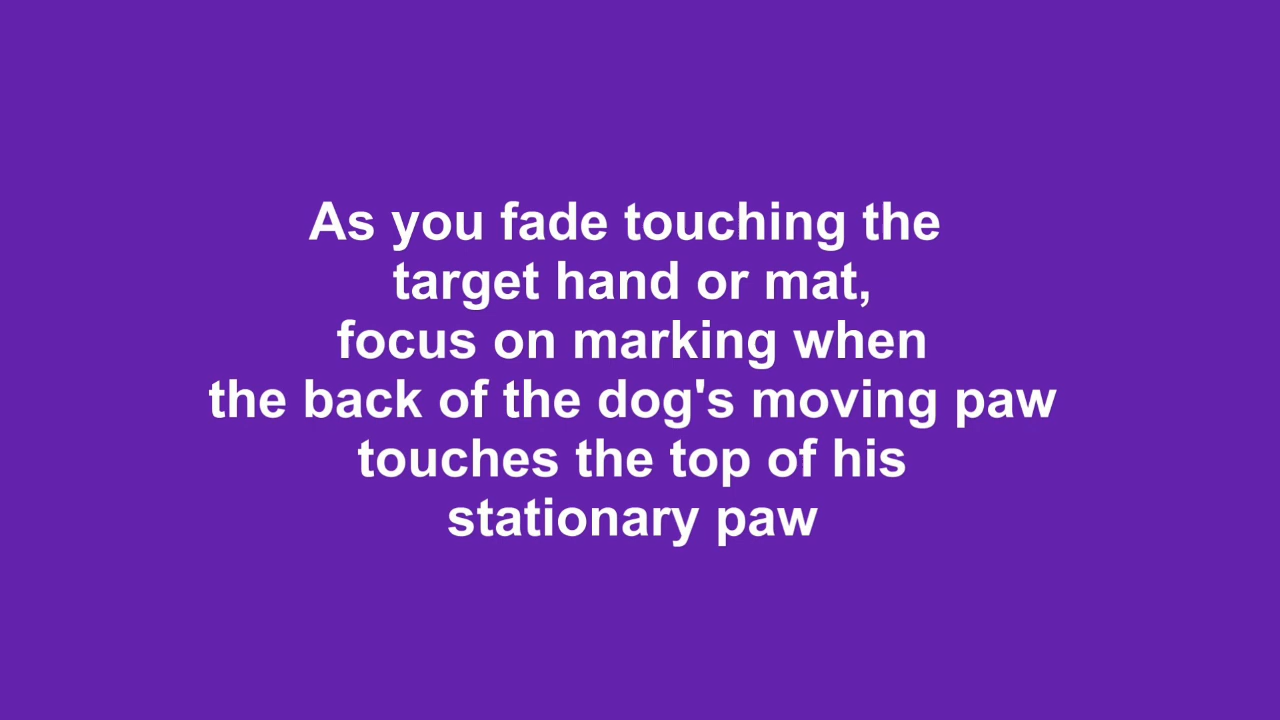 As you fade touching the
target hand or mat,
focus on marking when
the back of the dog's moving paw
touches the top of his
stationary paw